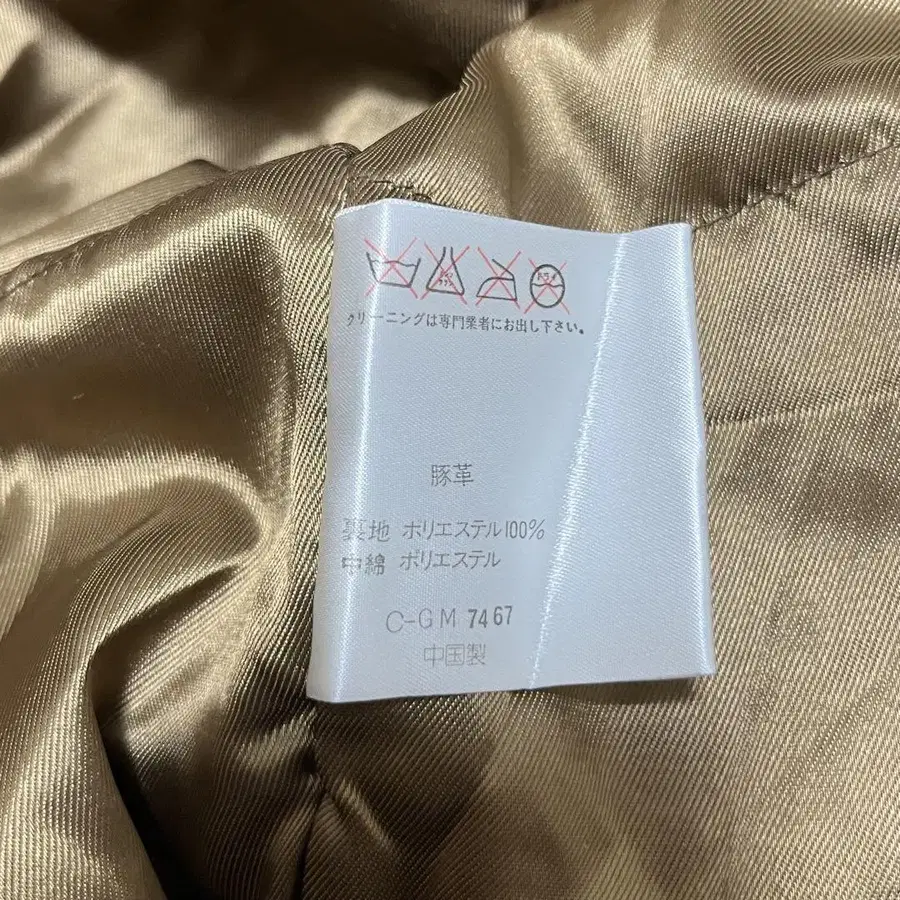 クリーニングは専門業者にお出し下さい。
豚革
裏地 ポリエステル100%
中綿 ポリエステル
C-GM 7467
中国製